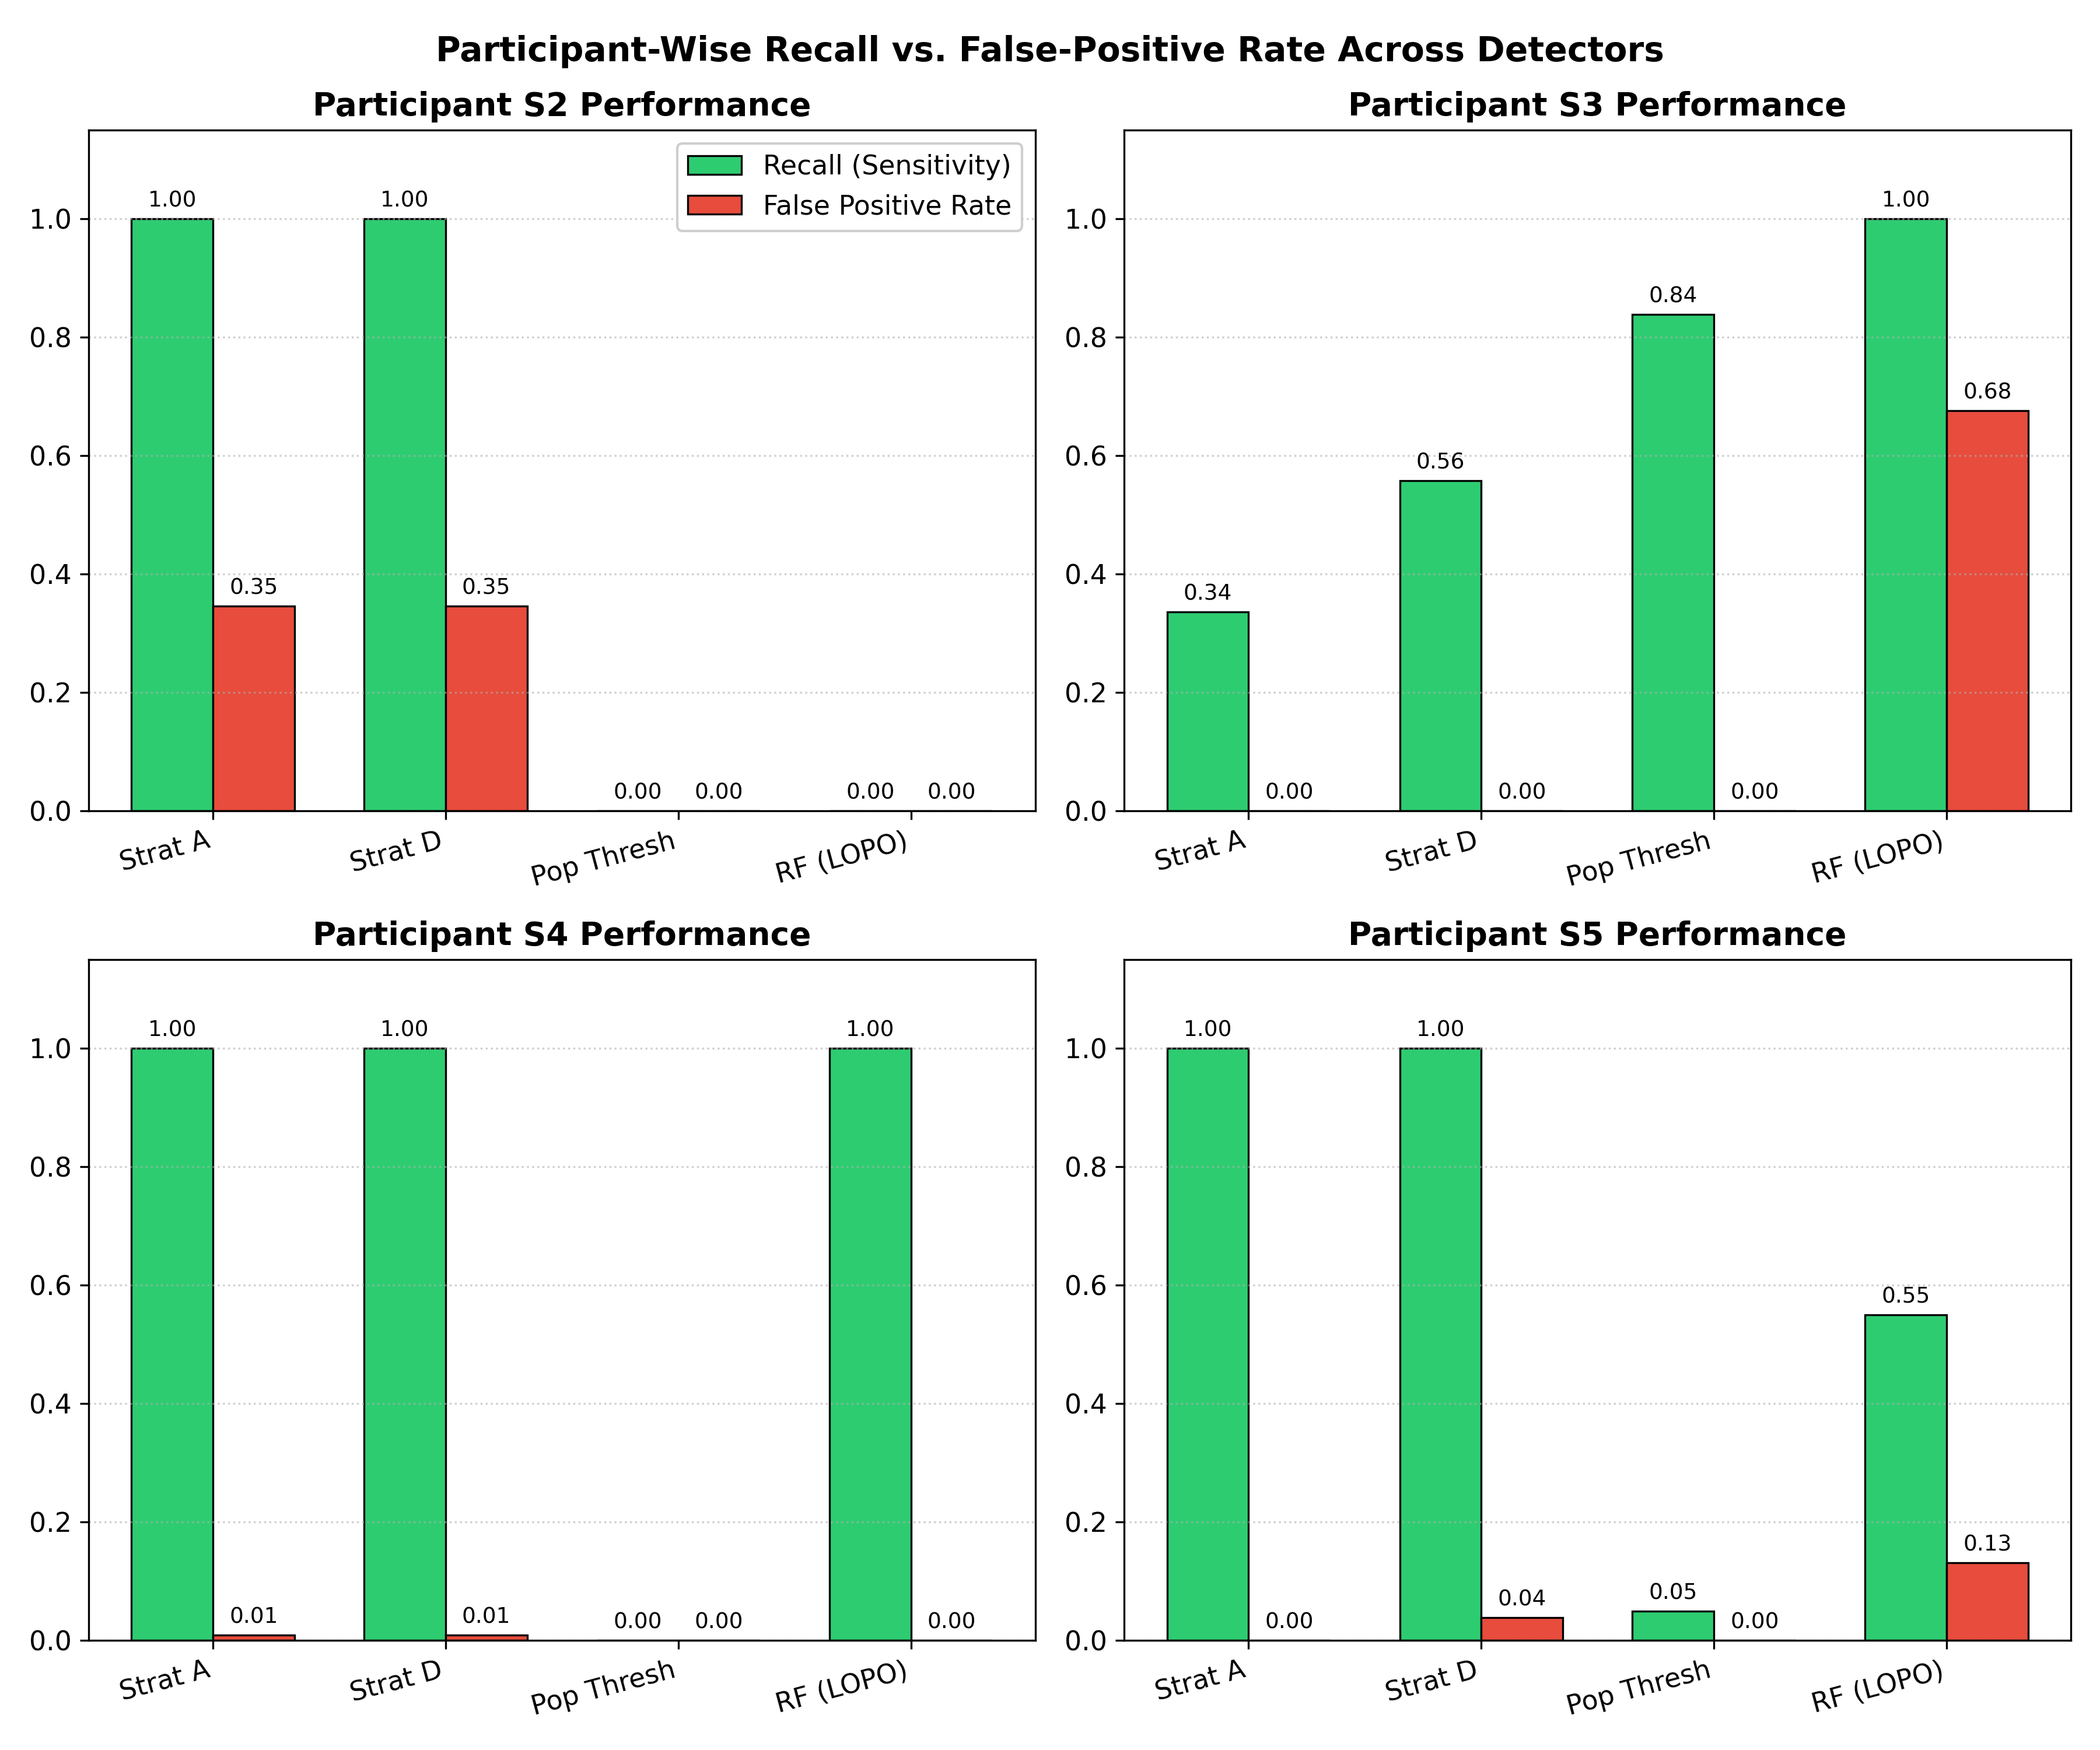 Participant-Wise Recall vs. False-Positive Rate Across Detectors
Participant S2 Performance
Recall (Sensitivity)
False Positive Rate
1.00
0.35
1.00
0.35
0.00
0.00
0.00
0.00
1.0
0.8
0.6
0.4
0.2
0.0
Strat A
Strat D
Pop Thresh
RF (LOPO)
Participant S3 Performance
0.34
0.00
0.56
0.00
0.84
0.00
1.00
0.68
1.0
0.8
0.6
0.4
0.2
0.0
Strat A
Strat D
Pop Thresh
RF (LOPO)
Participant S4 Performance
1.00
0.01
1.00
0.01
0.00
0.00
1.00
0.00
1.0
0.8
0.6
0.4
0.2
0.0
Strat A
Strat D
Pop Thresh
RF (LOPO)
Participant S5 Performance
1.00
0.00
1.00
0.04
0.05
0.00
0.55
0.13
1.0
0.8
0.6
0.4
0.2
0.0
Strat A
Strat D
Pop Thresh
RF (LOPO)